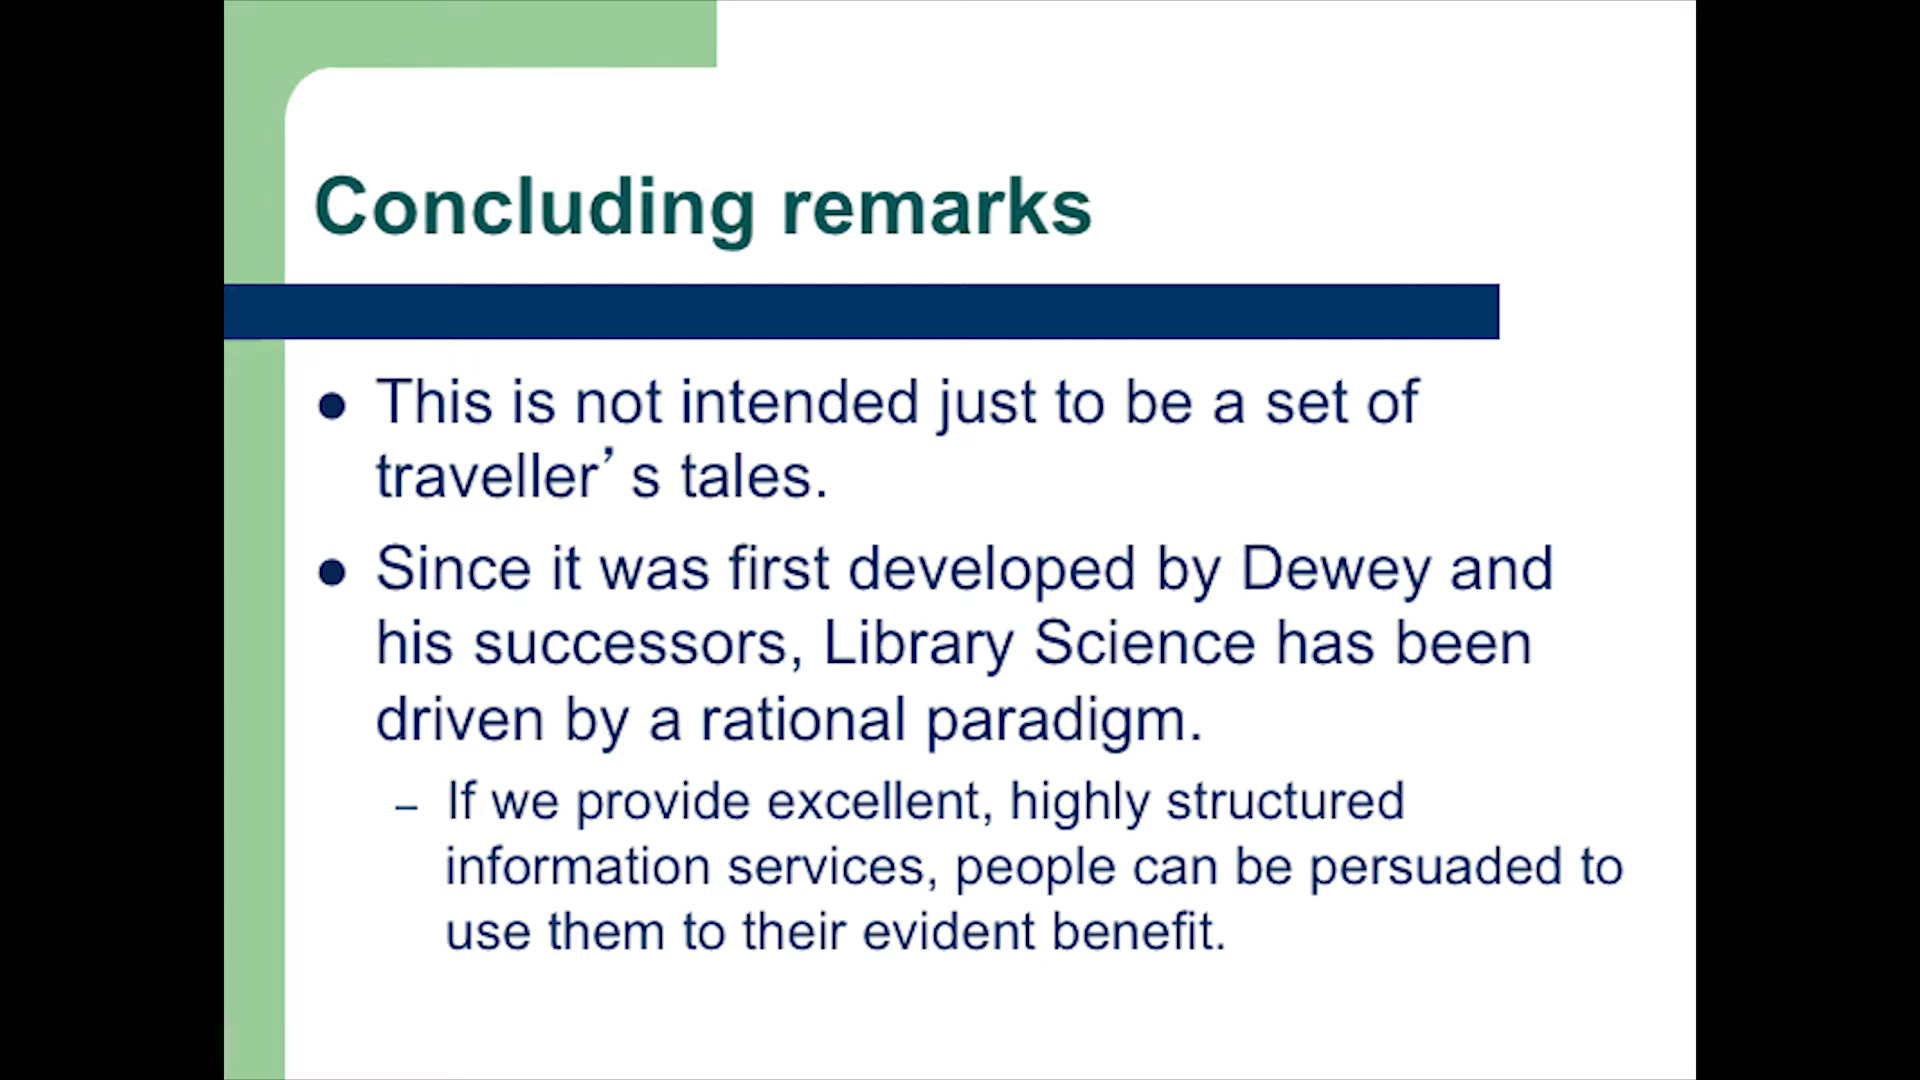 Concluding remarks
● This is not intended just to be a set of
traveller’s tales.
● Since it was first developed by Dewey and
his successors, Library Science has been
driven by a rational paradigm.
– If we provide excellent, highly structured
information services, people can be persuaded to
use them to their evident benefit.